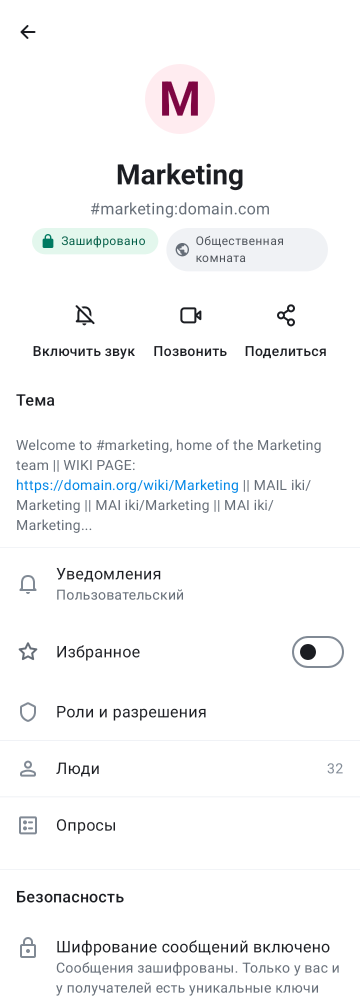 M
Marketing
#marketing:domain.com
Зашифровано
Общественная
комната
Включить звук
Позвонить
Поделиться
Тема
Welcome to #marketing, home of the Marketing
team || WIKI PAGE:
https://domain.org/wiki/Marketing || MAIL iki/
Marketing || MAI iki/Marketing || MAI iki/
Marketing...
Уведомления
Пользовательский
Избранное
Роли и разрешения
Люди 32
Опросы
Безопасность
Шифрование сообщений включено
Сообщения зашифрованы. Только у вас и
у получателей есть уникальные ключи